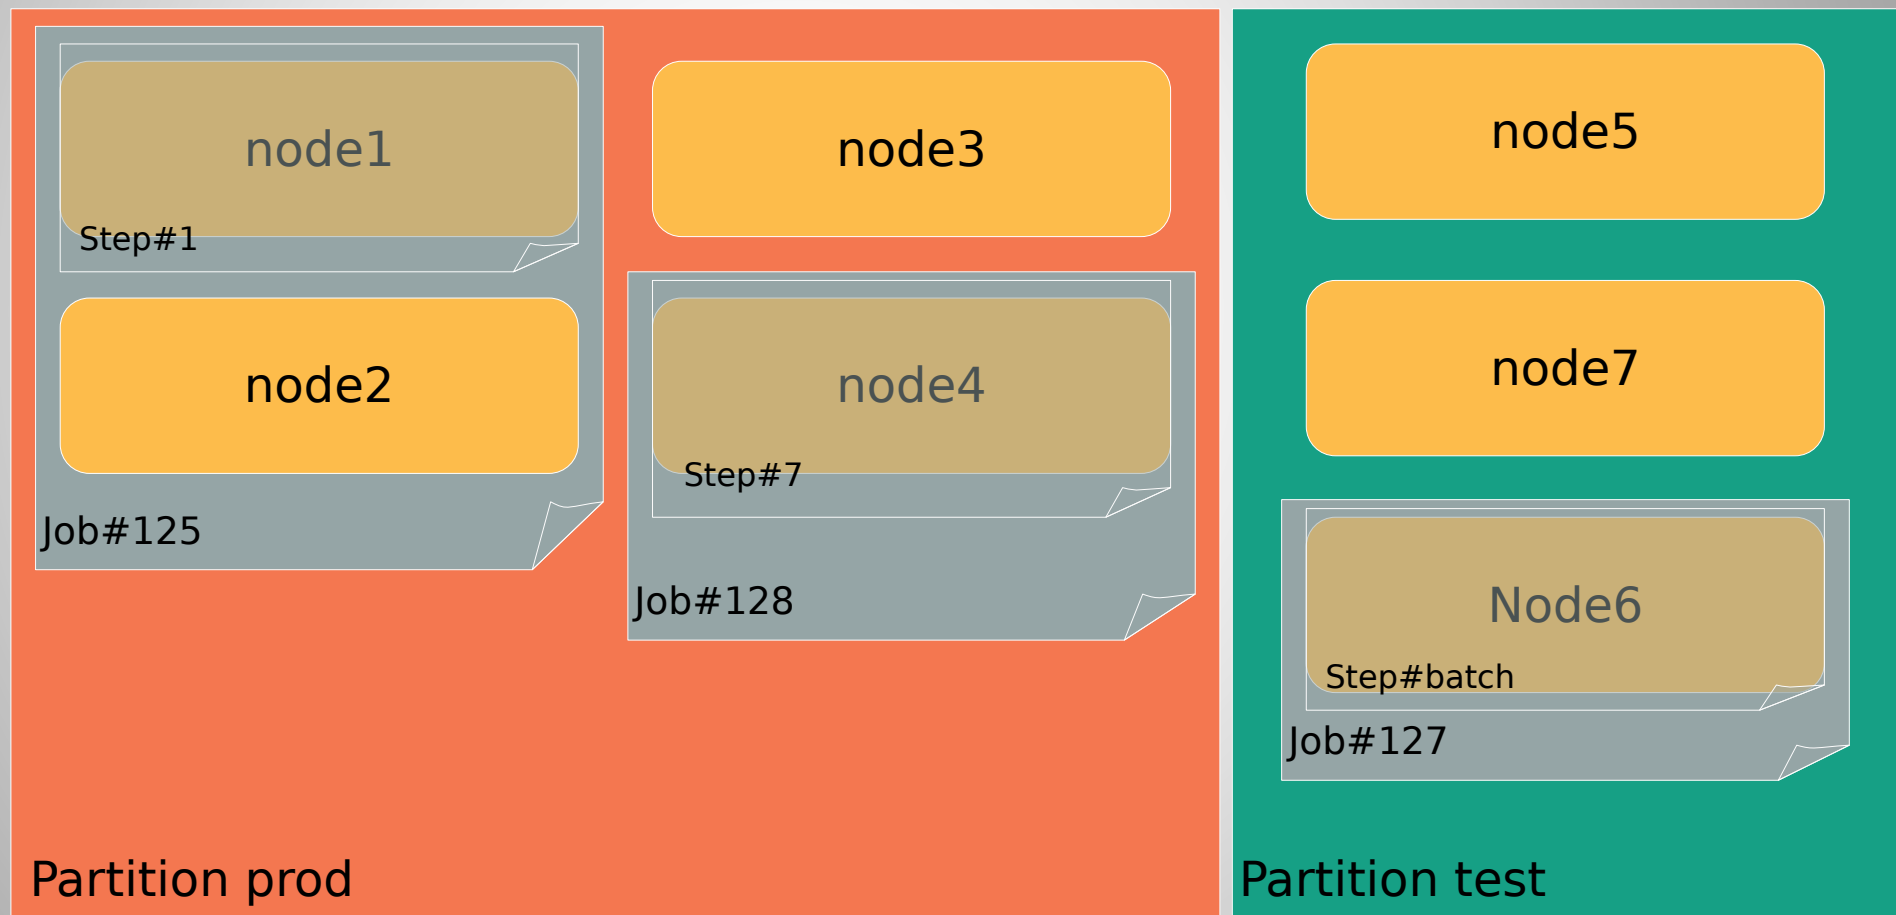 node1
Step#1
node2
Job#125
node3
node4
Step#7
Job#128
Partition prod
node5
node7
Node6
Step#batch
Job#127
Partition test